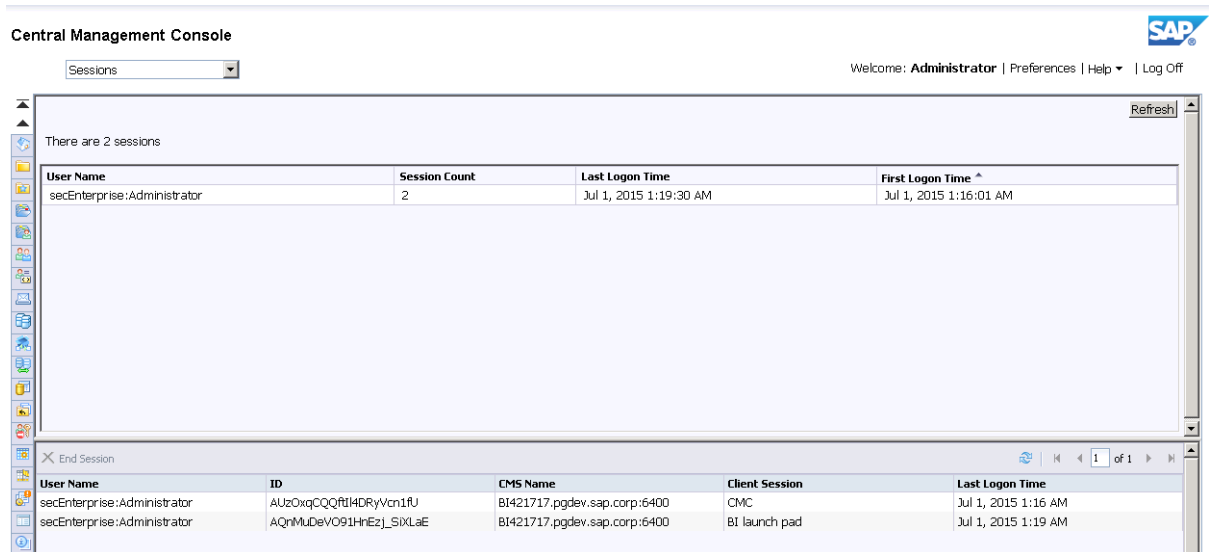 SAP
Central Management Console
Sessions
Welcome: Administrator | Preferences | Help | Log Off
Refresh
There are 2 sessions
User Name Session Count Last Logon Time First Logon Time
secEnterprise:Administrator 2 Jul 1, 2015 1:19:30 AM Jul 1, 2015 1:16:01 AM
End Session 1 of 1
User Name ID CMS Name Client Session Last Logon Time
secEnterprise:Administrator AUzOxqCQQftIl4DRyVcn1fU BI421717.pgdev.sap.corp:6400 CMC Jul 1, 2015 1:16 AM
secEnterprise:Administrator AQnMuDeVO91HnEzj_SiXLaE BI421717.pgdev.sap.corp:6400 BI launch pad Jul 1, 2015 1:19 AM